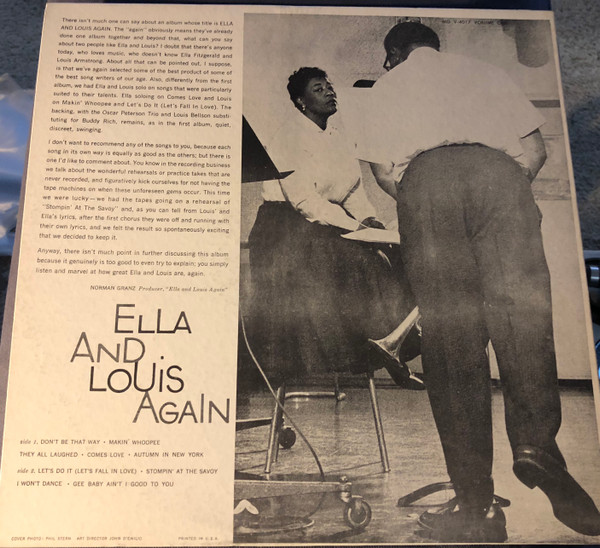 There isn't much one can say about an album whose title is ELLA
AND LOUIS AGAIN. The "again" obviously means they've already
done one album together and beyond that, what can you say
about two people like Ella and Louis? I doubt that there's anyone
today, who loves music, who doesn't know Ella Fitzgerald and
Louis Armstrong. About all that can be pointed out, I suppose,
is that we've again selected some of the best product of some of
the best song writers of our age. Also, differently from the first
album, we had Ella and Louis solo on songs that were particularly
suited to their talents. Ella soloing on Comes Love and Louis
on Makin' Whoopee and Let's Do It (Let's Fall In Love). The
backing, with the Oscar Peterson Trio and Louis Bellson substi-
tuting for Buddy Rich, remains, as in the first album, quiet,
discreet, swinging.
I don't want to recommend any of the songs to you, because each
song in its own way is equally as good as the others; but there is
one I'd like to comment about. You know in the recording business
we talk about the wonderful rehearsals or practice takes that are
never recorded, and figuratively kick ourselves for not having the
tape machines on when these unforeseen gems occur. This time
we were lucky—we had the tapes going on a rehearsal of
"Stompin' At The Savoy" and, as you can tell from Louis' and
Ella's lyrics, after the first chorus they were off and running with
their own lyrics, and we felt the result so spontaneously exciting
that we decided to keep it.
Anyway, there isn't much point in further discussing this album
because it genuinely is too good to even try to explain; you simply
listen and marvel at how great Ella and Louis are, again.
NORMAN GRANZ Producer, "Ella and Louis Again"
ELLA
AND
LOUIS
AGAIN
side 1. DON'T BE THAT WAY • MAKIN' WHOOPEE
THEY ALL LAUGHED • COMES LOVE • AUTUMN IN NEW YORK
side 2. LET'S DO IT (LET'S FALL IN LOVE) • STOMPIN' AT THE SAVOY
I WON'T DANCE • GEE BABY AIN'T I GOOD TO YOU
COVER PHOTO: PHIL STERN ART DIRECTOR JOHN
PRINTED IN U.S.A.